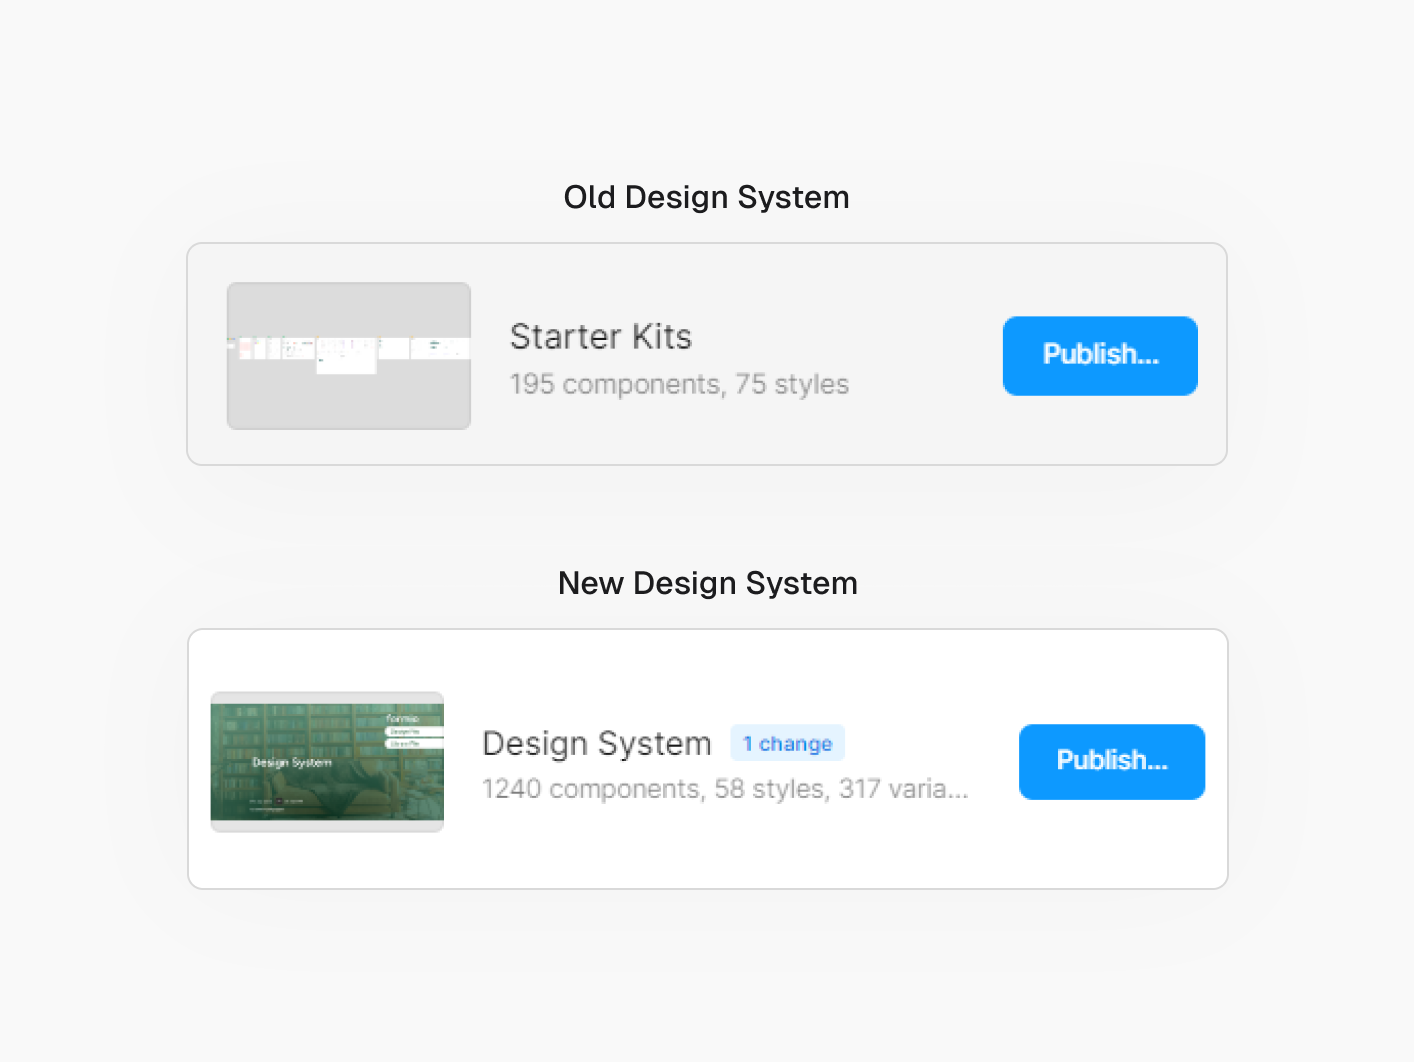 Old Design System
Starter Kits
195 components, 75 styles
Publish...
New Design System
Design System
Design System
1 change
1240 components, 58 styles, 317 varia...
Publish...